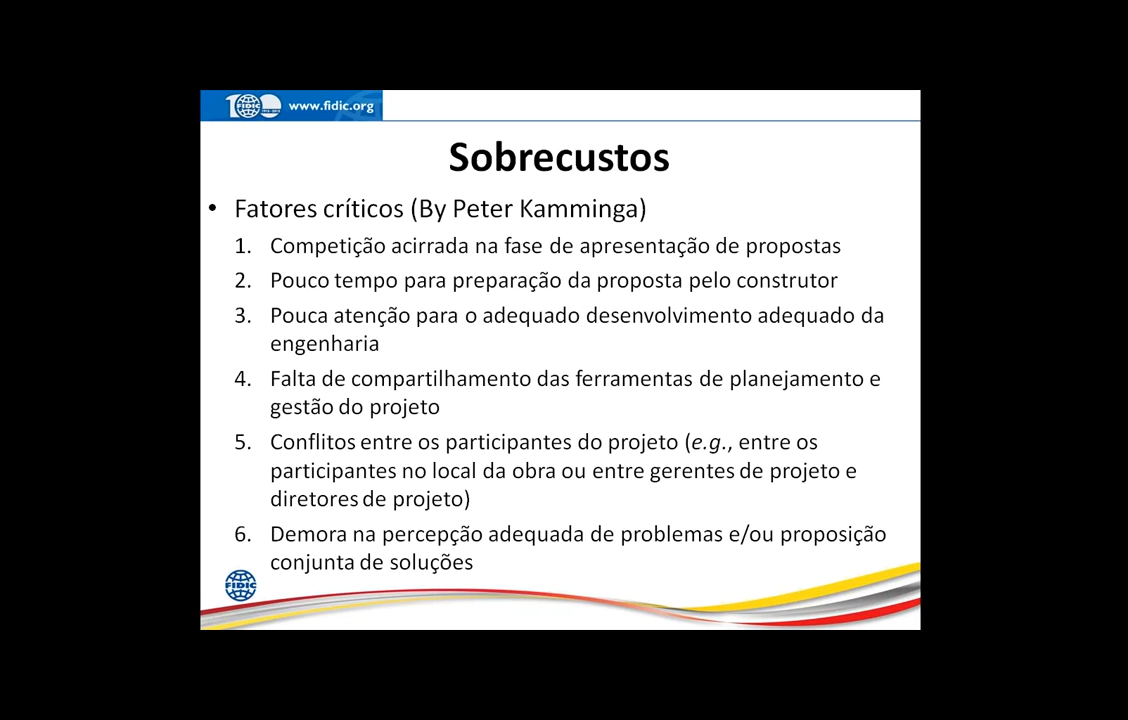 100 FIDIC www.fidic.org
Sobrecustos
• Fatores críticos (By Peter Kamminga)
1. Competição acirrada na fase de apresentação de propostas
2. Pouco tempo para preparação da proposta pelo construtor
3. Pouca atenção para o adequado desenvolvimento adequado da
engenharia
4. Falta de compartilhamento das ferramentas de planejamento e
gestão do projeto
5. Conflitos entre os participantes do projeto (e.g., entre os
participantes no local da obra ou entre gerentes de projeto e
diretores de projeto)
6. Demora na percepção adequada de problemas e/ou proposição
conjunta de soluções
FIDIC